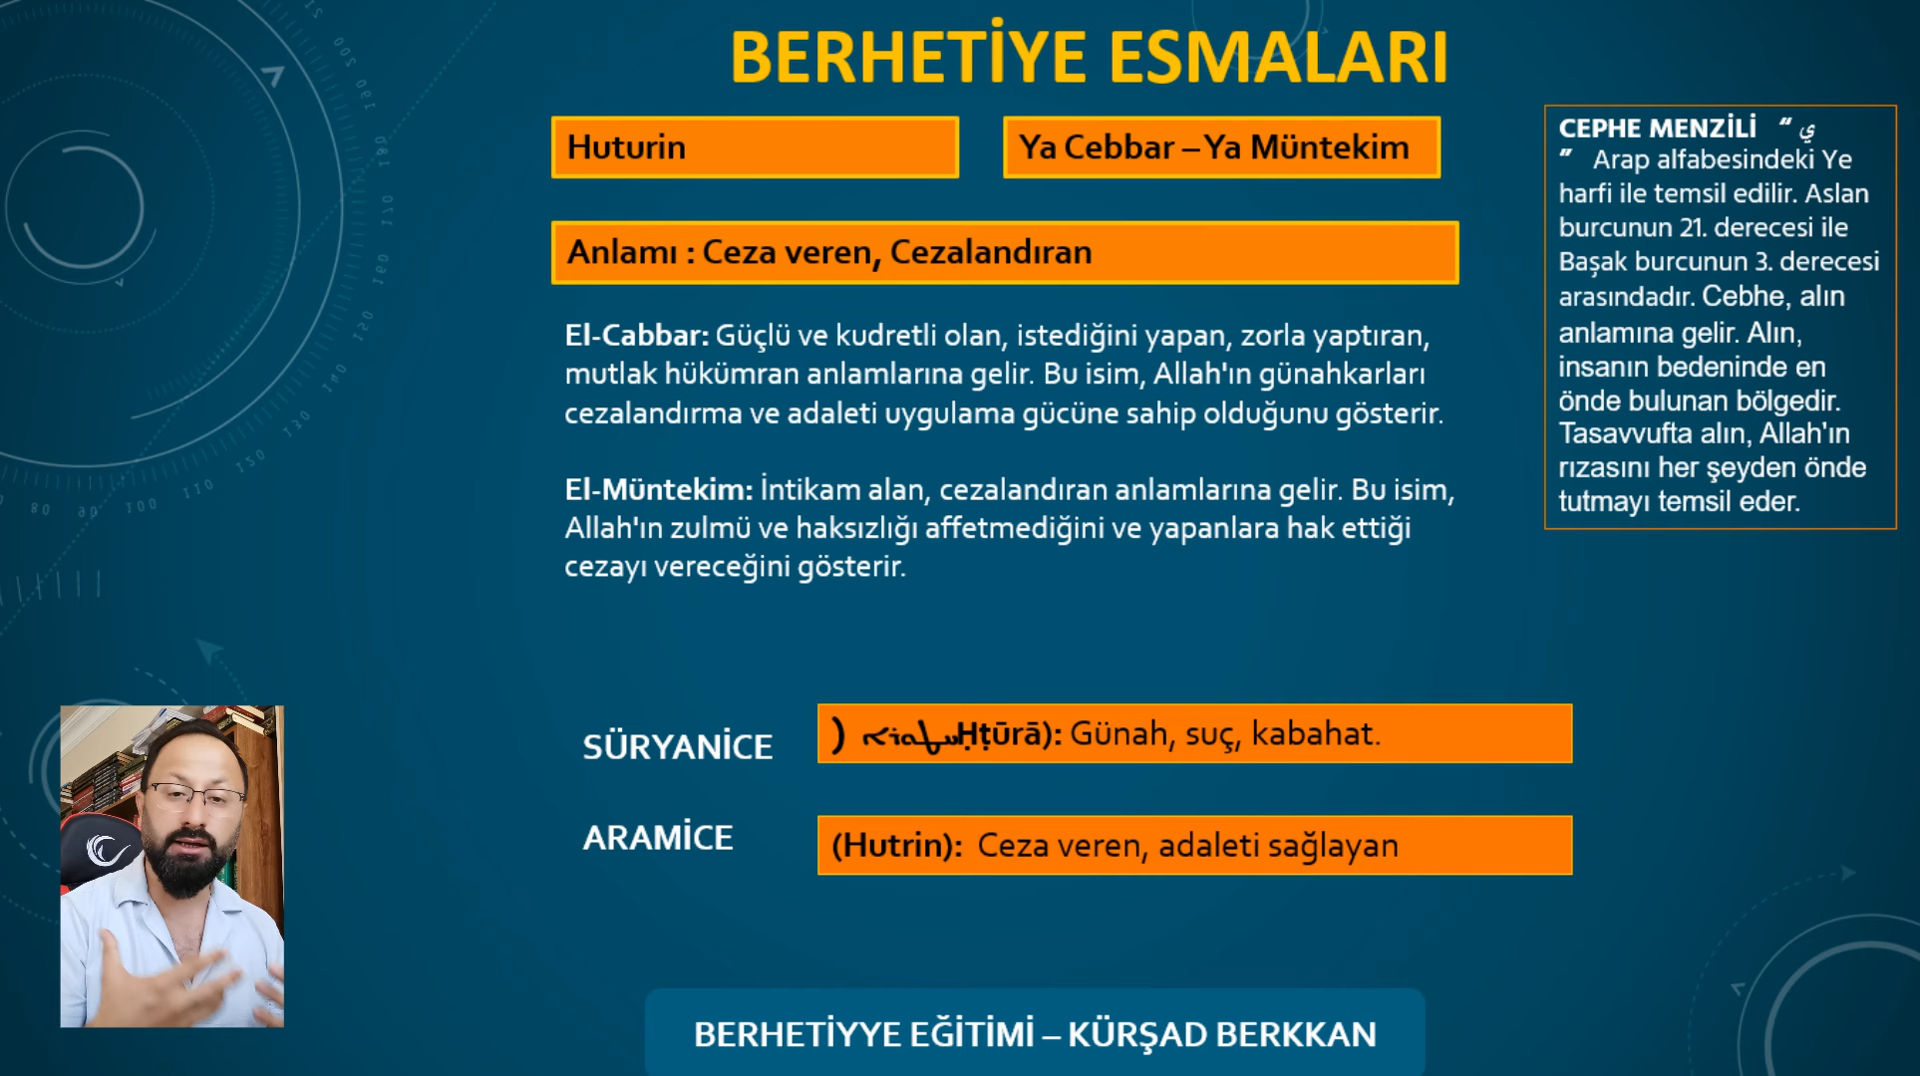 BERHETİYE ESMALARI
Huturin
Ya Cebbar – Ya Müntekim
Anlamı : Ceza veren, Cezalandıran
El-Cabbar: Güçlü ve kudretli olan, istediğini yapan, zorla yaptıran,
mutlak hükümran anlamlarına gelir. Bu isim, Allah'ın günahkarları
cezalandırma ve adaleti uygulama gücüne sahip olduğunu gösterir.
El-Müntekim: İntikam alan, cezalandıran anlamlarına gelir. Bu isim,
Allah'ın zulmü ve haksızlığı affetmediğini ve yapanlara hak ettiği
cezayı vereceğini gösterir.
CEPHE MENZİLİ “ ي
” Arap alfabesindeki Ye
harfi ile temsil edilir. Aslan
burcunun 21. derecesi ile
Başak burcunun 3. derecesi
arasındadır. Cebhe, alın
anlamına gelir. Alın,
insanın bedeninde en
önde bulunan bölgedir.
Tasavvufta alın, Allah'ın
rızasını her şeyden önde
tutmayı temsil eder.
SÜRYANİCE
) ܚܛܘܪܐHṭūrā): Günah, suç, kabahat.
ARAMİCE
(Hutrin): Ceza veren, adaleti sağlayan
BERHETİYYE EĞİTİMİ – KÜRŞAD BERKKAN